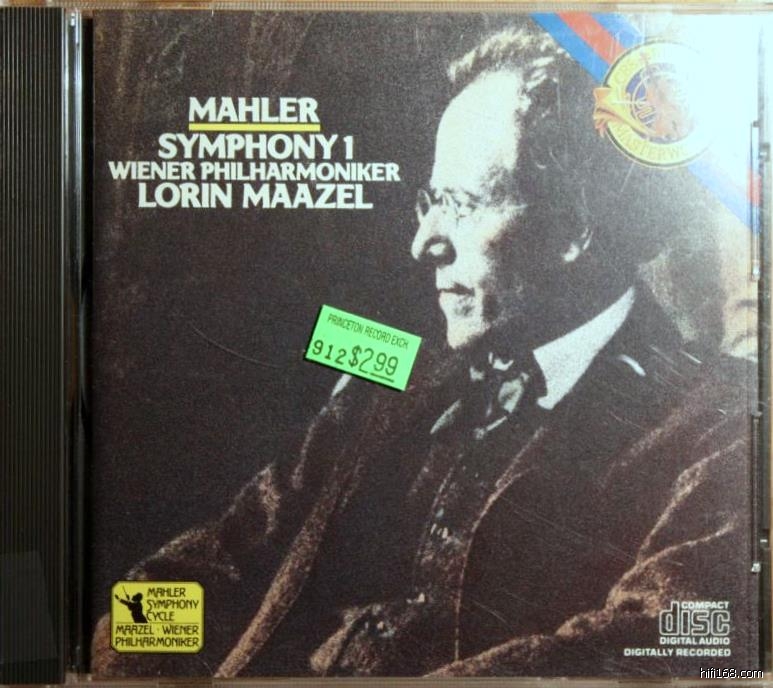 MAHLER
SYMPHONY 1
WIENER PHILHARMONIKER
LORIN MAAZEL
PRINCETON RECORD EXCH
912 $2.99
MAHLER
SYMPHONY
CYCLE
MAAZEL · WIENER
PHILHARMONIKER
COMPACT
disc
DIGITAL AUDIO
DIGITALLY RECORDED
hifi168.com